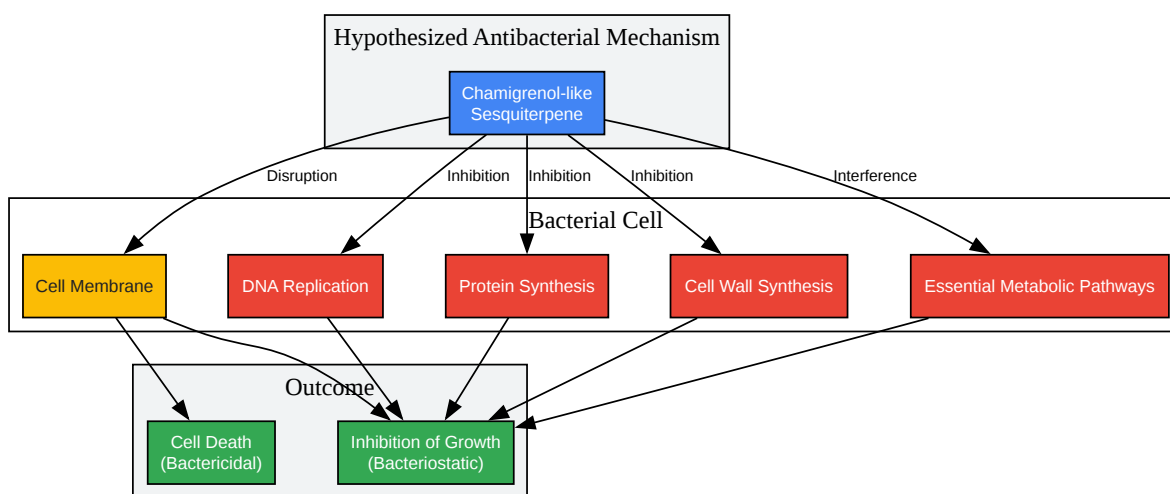 Hypothesized Antibacterial Mechanism
Chamigrenol-like
Sesquiterpene
Disruption
Inhibition
Inhibition
Inhibition
Interference
Bacterial Cell
Cell Membrane
DNA Replication
Protein Synthesis
Cell Wall Synthesis
Essential Metabolic Pathways
Outcome
Cell Death
(Bactericidal)
Inhibition of Growth
(Bacteriostatic)